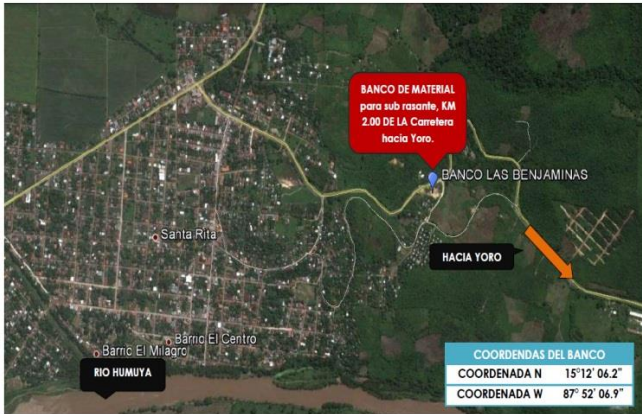 BANCO DE MATERIAL
para sub rasante, KM
2.00 DE LA Carretera
hacia Yoro.
BANCO LAS BENJAMINAS
Santa Rita
HACIA YORO
Barrio El Centro
Barrio El Milagro
RIO HUMUYA
COORDENDAS DEL BANCO
COORDENADA N 15°12' 06.2"
COORDENADA W 87° 52' 06.9"